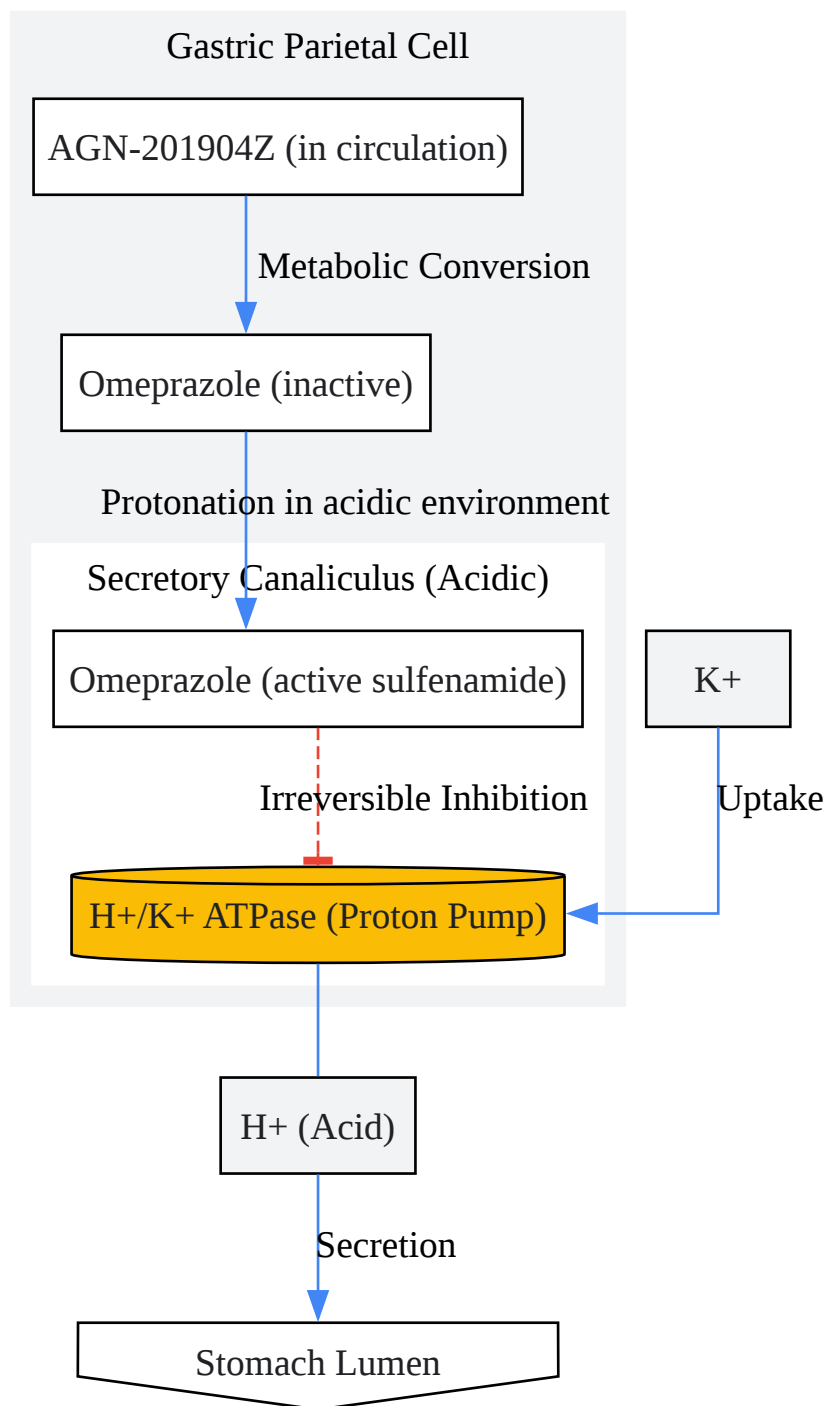 Gastric Parietal Cell
AGN-201904Z (in circulation)
Metabolic Conversion
Omeprazole (inactive)
Protonation in acidic environment
Secretory Canaliculus (Acidic)
Omeprazole (active sulfenamide)
K+
Irreversible Inhibition
Uptake
H+/K+ ATPase (Proton Pump)
H+ (Acid)
Secretion
Stomach Lumen